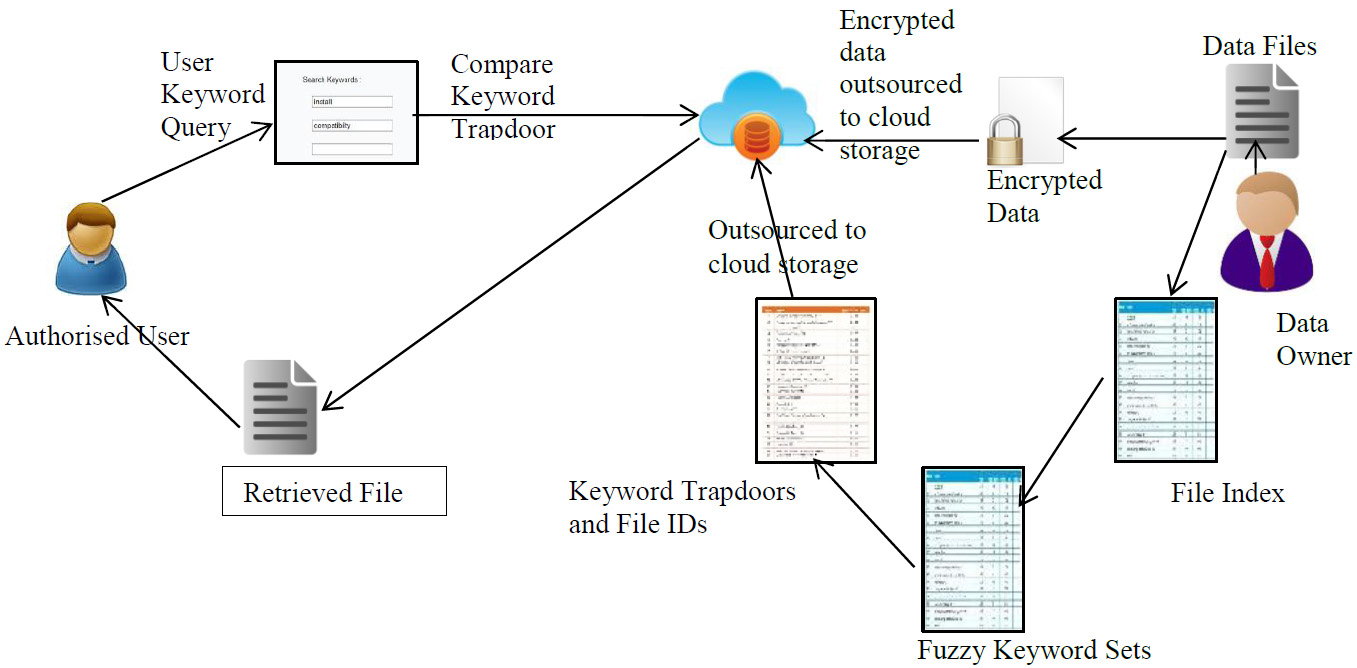 User
Keyword
Query
Search Keywords :
install
compatibilty
Compare
Keyword
Trapdoor
Encrypted
data
outsourced
to cloud
storage
Data Files
Encrypted
Data
Outsourced to
cloud storage
Authorised User
Data
Owner
Retrieved File
Keyword Trapdoors
and File IDs
File Index
Fuzzy Keyword Sets